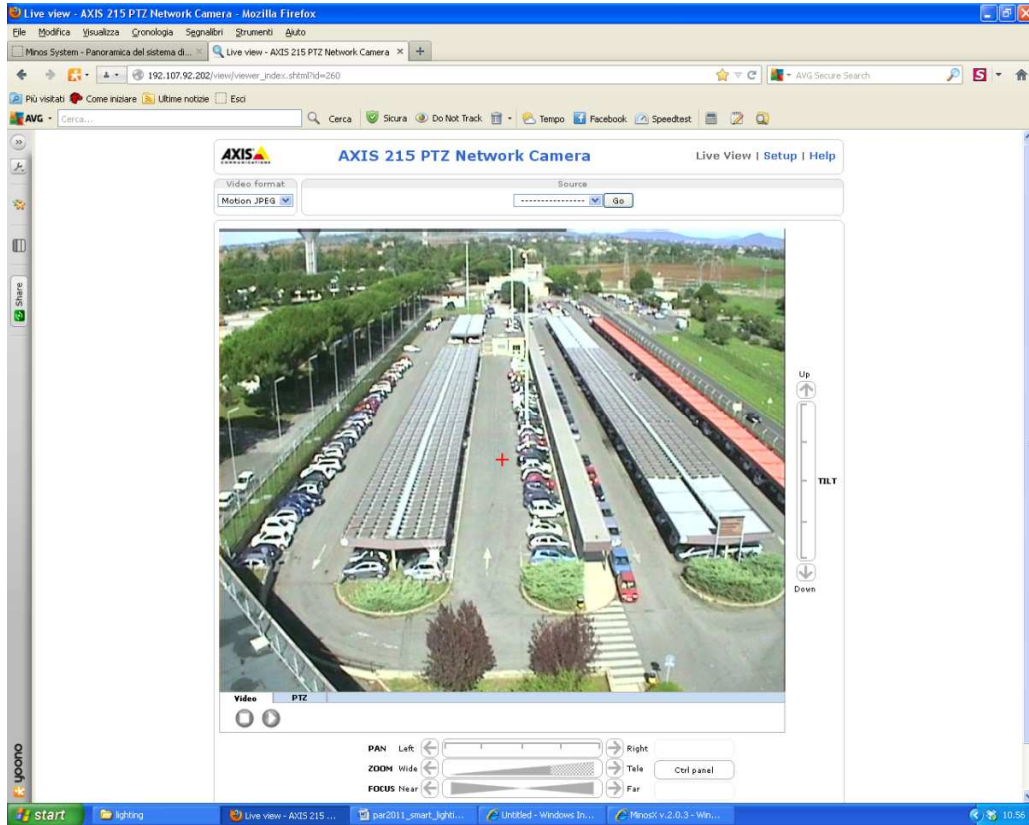 Live view - AXIS 215 PTZ Network Camera - Mozilla Firefox
File Modifica Visualizza Cronologia Segnalibri Strumenti Aiuto
Minos System - Panoramica del sistema di... Live view - AXIS 215 PTZ Network Camera
192.107.92.202/view/viewer_index.shtml?id=260 AVG Secure Search
Più visitati Come iniziare Ultime notizie Esci
AVG Cerca... Cerca Sicura Do Not Track Tempo Facebook Speedtest
AXIS COMMUNICATIONS AXIS 215 PTZ Network Camera Live View | Setup | Help
Video format Source
Motion JPEG ---------------- Go
Share
Up
TILT
Down
Video PTZ
PAN Left Right
ZOOM Wide Tele Ctrl panel
FOCUS Near Far
yoono
start lighting Live view - AXIS 215 ... par2011_smart_lighti... Untitled - Windows In... MinosX v.2.0.3 - Win... 10.56